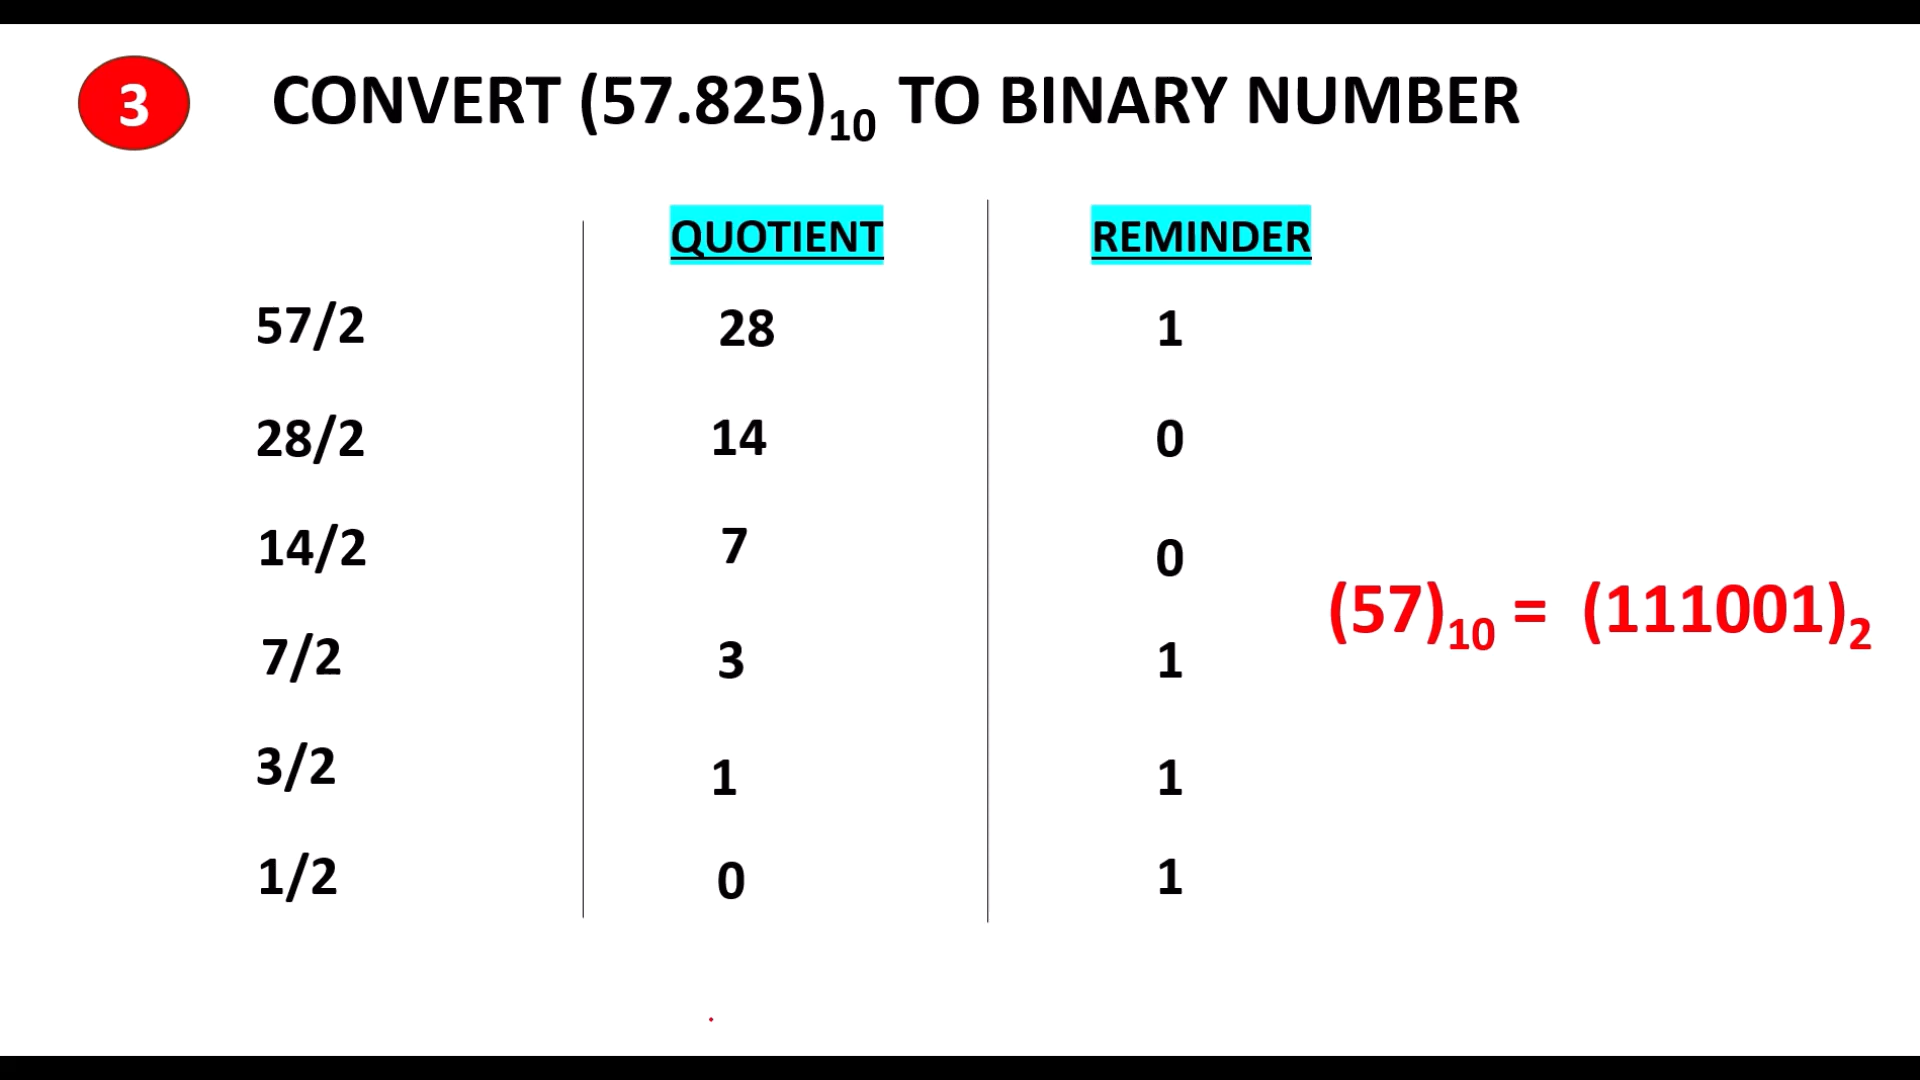 3 CONVERT (57.825)₁₀ TO BINARY NUMBER
QUOTIENT REMINDER
57/2 28 1
28/2 14 0
14/2 7 0
(57)₁₀ = (111001)₂
7/2 3 1
3/2 1 1
1/2 0 1